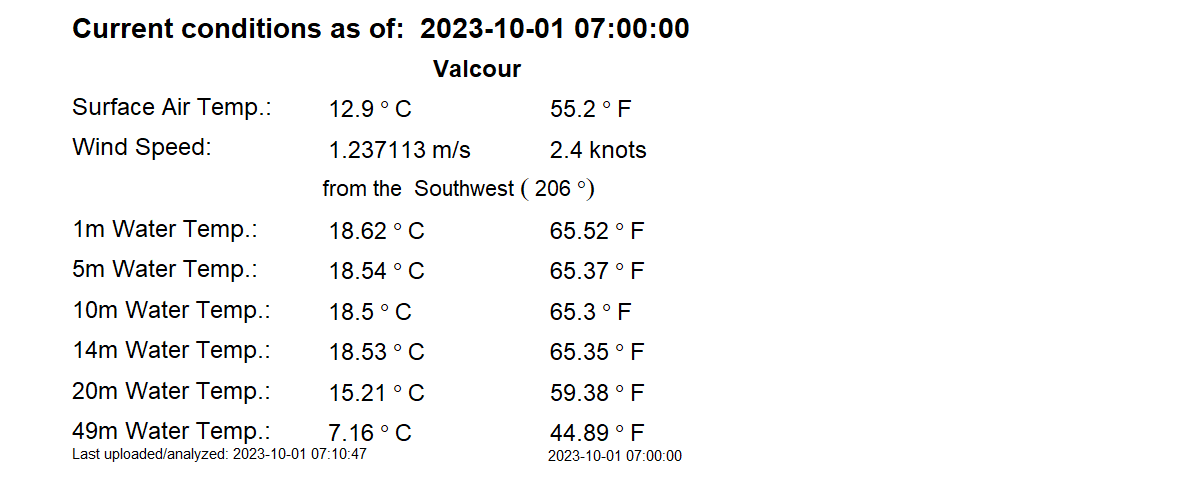 Current conditions as of: 2023-10-01 07:00:00
Valcour
Surface Air Temp.: 12.9 ° C 55.2 ° F
Wind Speed: 1.237113 m/s 2.4 knots
from the Southwest ( 206 °)
1m Water Temp.: 18.62 ° C 65.52 ° F
5m Water Temp.: 18.54 ° C 65.37 ° F
10m Water Temp.: 18.5 ° C 65.3 ° F
14m Water Temp.: 18.53 ° C 65.35 ° F
20m Water Temp.: 15.21 ° C 59.38 ° F
49m Water Temp.: 7.16 ° C 44.89 ° F
Last uploaded/analyzed: 2023-10-01 07:10:47 2023-10-01 07:00:00